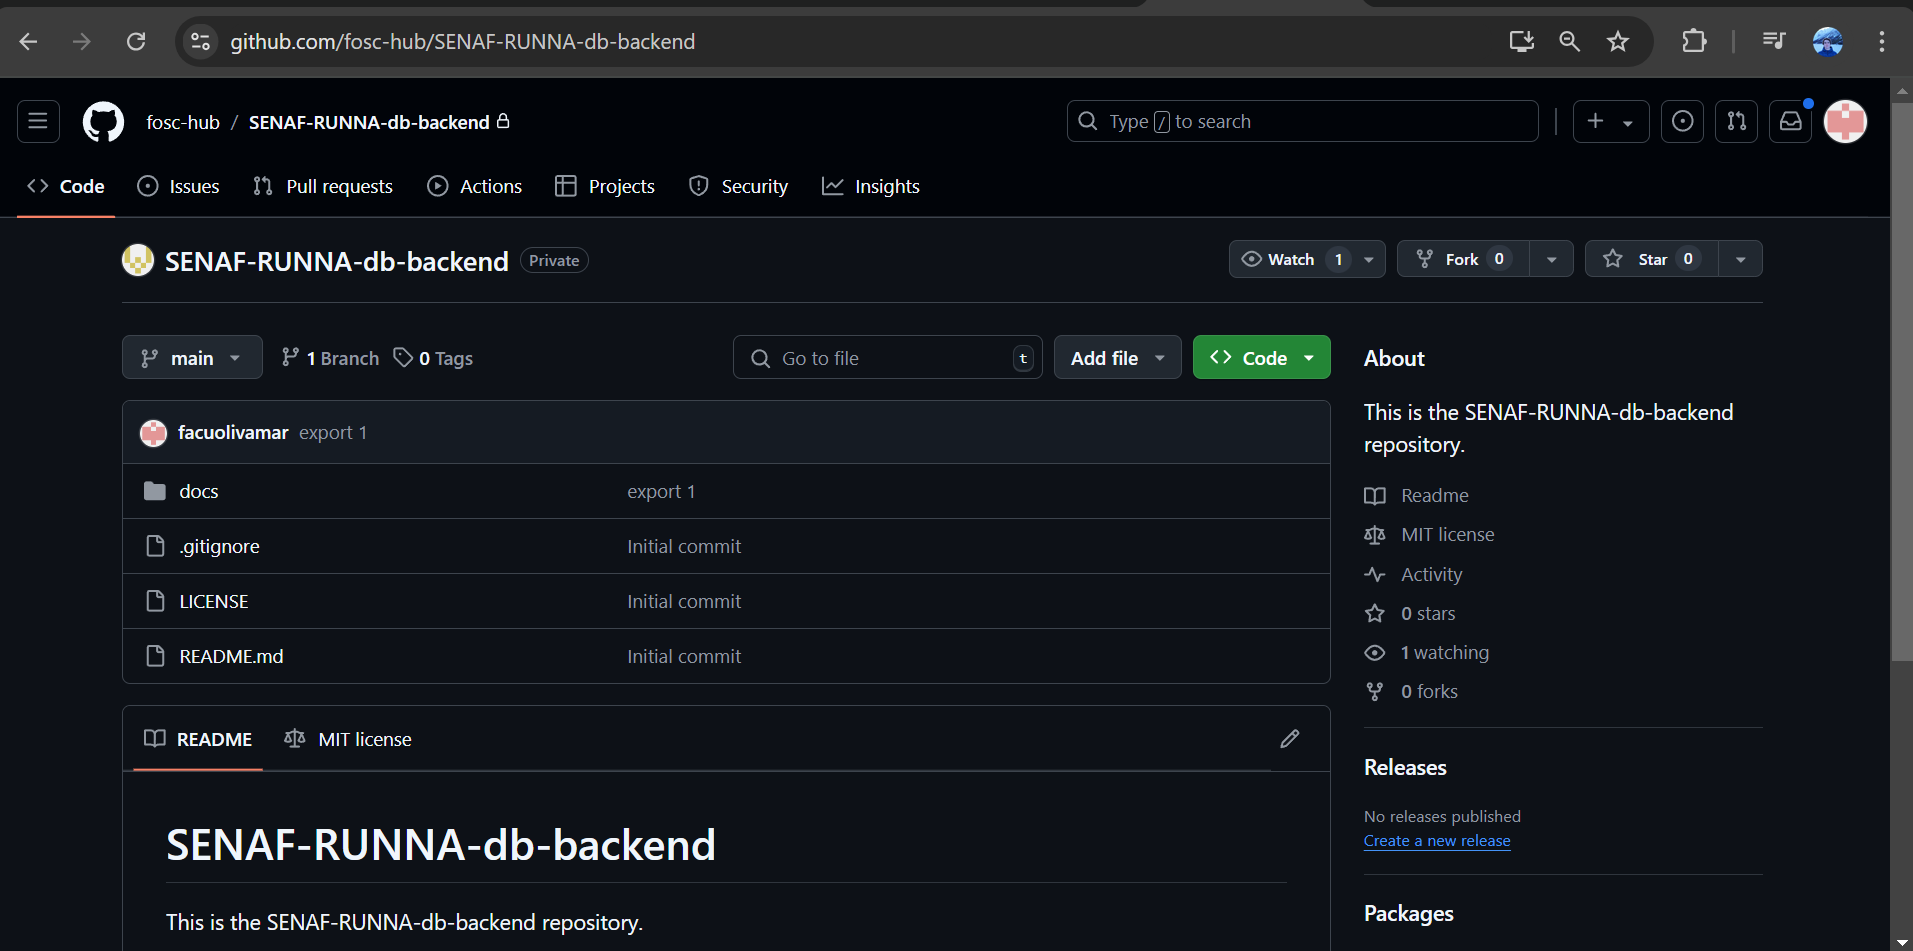 github.com/fosc-hub/SENAF-RUNNA-db-backend
fosc-hub / SENAF-RUNNA-db-backend
Type / to search
Code
Issues
Pull requests
Actions
Projects
Security
Insights
SENAF-RUNNA-db-backend Private
Watch 1
Fork 0
Star 0
main
1 Branch
0 Tags
Go to file t
Add file
Code
facuolivamar export 1
docs export 1
.gitignore Initial commit
LICENSE Initial commit
README.md Initial commit
README
MIT license
SENAF-RUNNA-db-backend
This is the SENAF-RUNNA-db-backend repository.
About
This is the SENAF-RUNNA-db-backend
repository.
Readme
MIT license
Activity
0 stars
1 watching
0 forks
Releases
No releases published
Create a new release
Packages